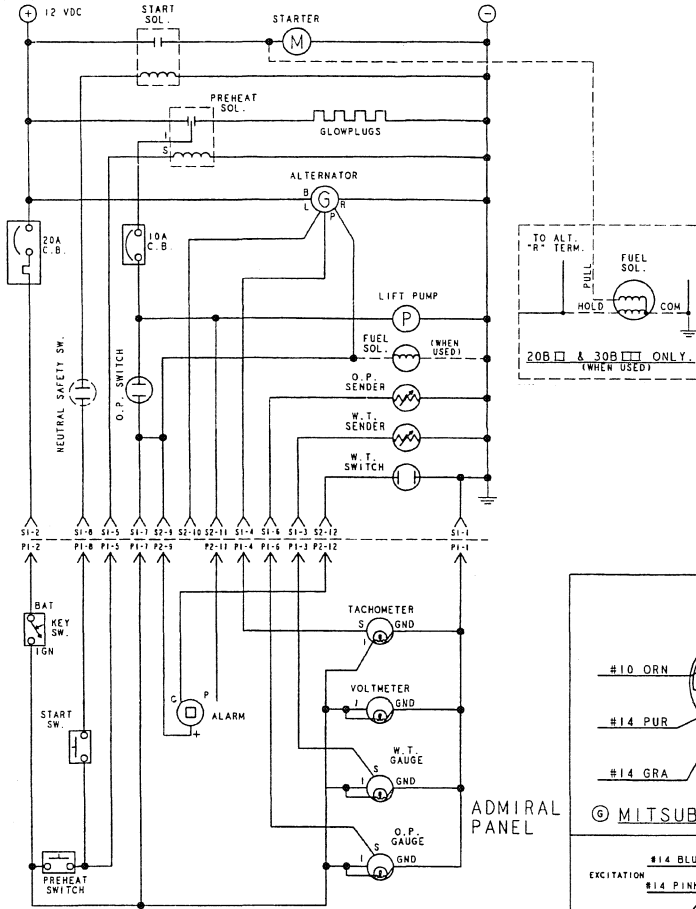 + 12 VDC
−
START
SOL.
STARTER
M
PREHEAT
SOL.
I
S
GLOWPLUGS
ALTERNATOR
B
L
G
R
P
20A
C.B.
10A
C.B.
LIFT PUMP
P
FUEL
SOL.
(WHEN
USED)
O.P.
SENDER
W.T.
SENDER
W.T.
SWITCH
NEUTRAL SAFETY SW.
O.P. SWITCH
TO ALT.
"R" TERM.
FUEL
SOL.
PULL
HOLD
COM
20B & 30B ONLY.
(WHEN USED)
S1-2 S1-8 S1-5 S1-7 S2-9 S2-10 S2-11 S1-4 S1-6 S1-3 S2-12 S1-1
P1-2 P1-8 P1-5 P1-7 P2-9 P2-11 P1-4 P1-6 P1-3 P2-12 P1-1
BAT
KEY
SW.
IGN
START
SW.
PREHEAT
SWITCH
C
P
ALARM
+
TACHOMETER
S
GND
I
VOLTMETER
I
GND
W.T.
GAUGE
S
I
GND
O.P.
GAUGE
S
I
GND
ADMIRAL
PANEL
#10 ORN
#14 PUR
#14 GRA
G MITSUB
#14 BLU
EXCITATION
#14 PINK